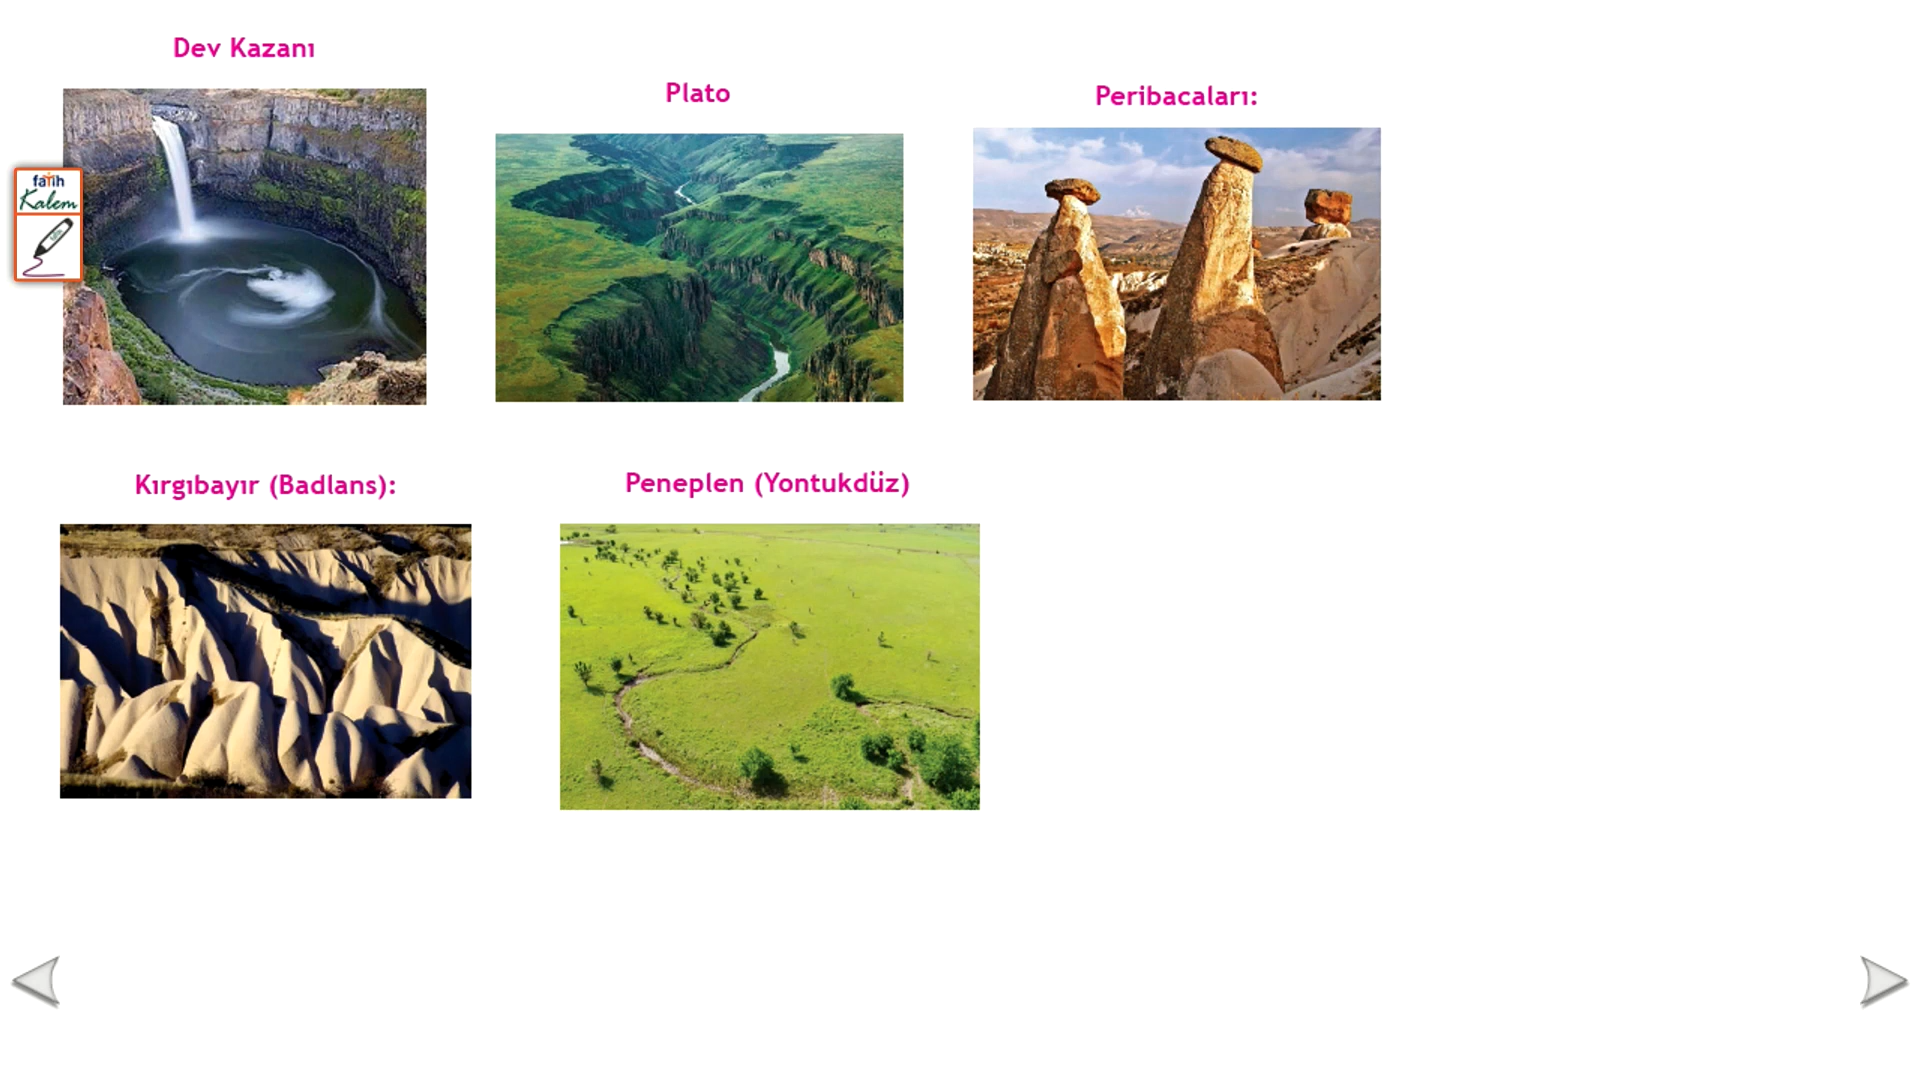 Dev Kazanı
Plato
Peribacaları:
fatih
Kalem
Kırgıbayır (Badlans):
Peneplen (Yontukdüz)